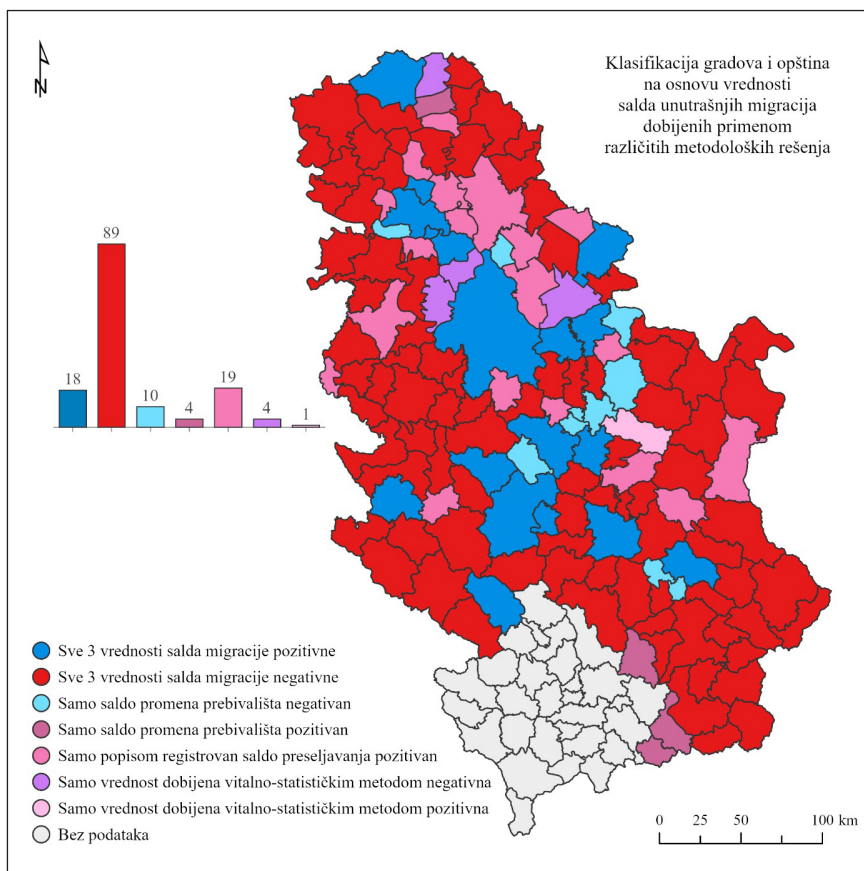 N
Klasifikacija gradova i opština
na osnovu vrednosti
salda unutrašnjih migracija
dobijenih primenom
različitih metodoloških rešenja
89
18
10
4
19
4
1
Sve 3 vrednosti salda migracije pozitivne
Sve 3 vrednosti salda migracije negativne
Samo saldo promena prebivališta negativan
Samo saldo promena prebivališta pozitivan
Samo popisom registrovan saldo preseljavanja pozitivan
Samo vrednost dobijena vitalno-statističkim metodom negativna
Samo vrednost dobijena vitalno-statističkim metodom pozitivna
Bez podataka
0 25 50 100 km